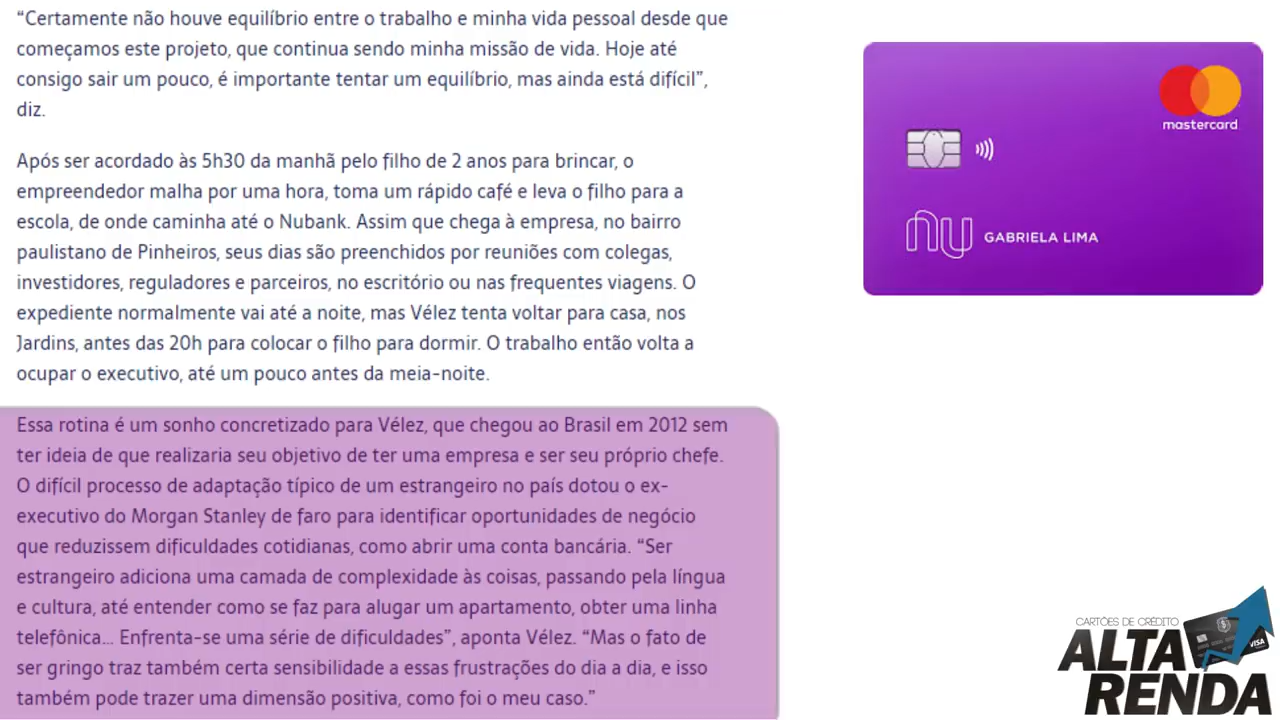 “Certamente não houve equilíbrio entre o trabalho e minha vida pessoal desde que
começamos este projeto, que continua sendo minha missão de vida. Hoje até
consigo sair um pouco, é importante tentar um equilíbrio, mas ainda está difícil”,
diz.
Após ser acordado às 5h30 da manhã pelo filho de 2 anos para brincar, o
empreendedor malha por uma hora, toma um rápido café e leva o filho para a
escola, de onde caminha até o Nubank. Assim que chega à empresa, no bairro
paulistano de Pinheiros, seus dias são preenchidos por reuniões com colegas,
investidores, reguladores e parceiros, no escritório ou nas frequentes viagens. O
expediente normalmente vai até a noite, mas Vélez tenta voltar para casa, nos
Jardins, antes das 20h para colocar o filho para dormir. O trabalho então volta a
ocupar o executivo, até um pouco antes da meia-noite.
Essa rotina é um sonho concretizado para Vélez, que chegou ao Brasil em 2012 sem
ter ideia de que realizaria seu objetivo de ter uma empresa e ser seu próprio chefe.
O difícil processo de adaptação típico de um estrangeiro no país dotou o ex-
executivo do Morgan Stanley de faro para identificar oportunidades de negócio
que reduzissem dificuldades cotidianas, como abrir uma conta bancária. “Ser
estrangeiro adiciona uma camada de complexidade às coisas, passando pela língua
e cultura, até entender como se faz para alugar um apartamento, obter uma linha
telefônica... Enfrenta-se uma série de dificuldades”, aponta Vélez. “Mas o fato de
ser gringo traz também certa sensibilidade a essas frustrações do dia a dia, e isso
também pode trazer uma dimensão positiva, como foi o meu caso.”
mastercard
nu GABRIELA LIMA
CARTÕES DE CRÉDITO
ALTA
RENDA
VISA